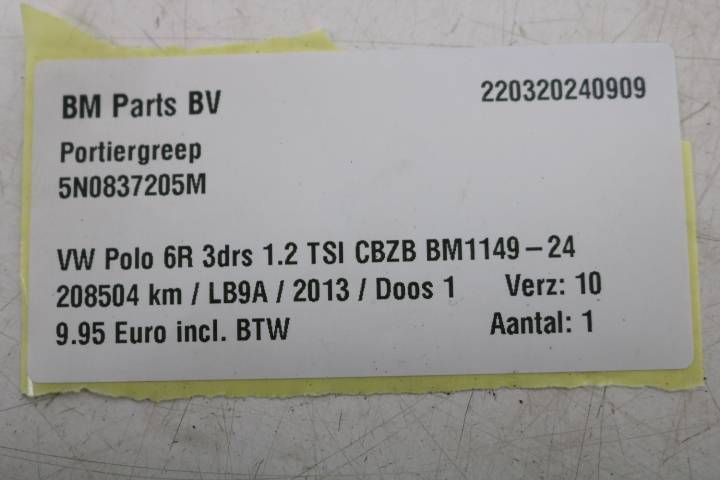 BM Parts BV 220320240909
Portiergreep
5N0837205M
VW Polo 6R 3drs 1.2 TSI CBZB BM1149-24
208504 km / LB9A / 2013 / Doos 1 Verz: 10
9.95 Euro incl. BTW Aantal: 1